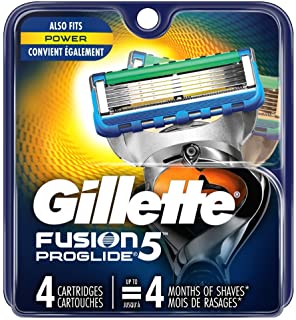 ALSO FITS
POWER
CONVIENT ÉGALEMENT
Gillette
FUSION5
PROGLIDE
4 CARTRIDGES
CARTOUCHES
UP TO
JUSQU'À
= 4 MONTHS OF SHAVES*
MOIS DE RASAGES*